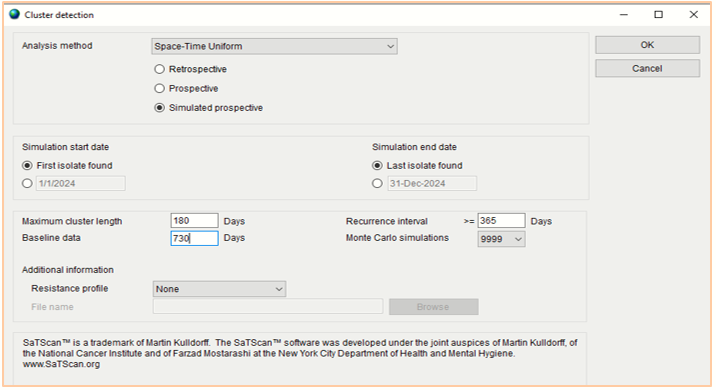 Cluster detection
Analysis method Space-Time Uniform OK
Retrospective Cancel
Prospective
Simulated prospective
Simulation start date Simulation end date
First isolate found Last isolate found
1/1/2024 31-Dec-2024
Maximum cluster length 180 Days Recurrence interval >= 365 Days
Baseline data 730 Days Monte Carlo simulations 9999
Additional information
Resistance profile None
File name Browse
SaTScan™ is a trademark of Martin Kulldorff. The SaTScan™ software was developed under the joint auspices of Martin Kulldorff, of
the National Cancer Institute and of Farzad Mostarashi at the New York City Department of Health and Mental Hygiene.
www.SaTScan.org